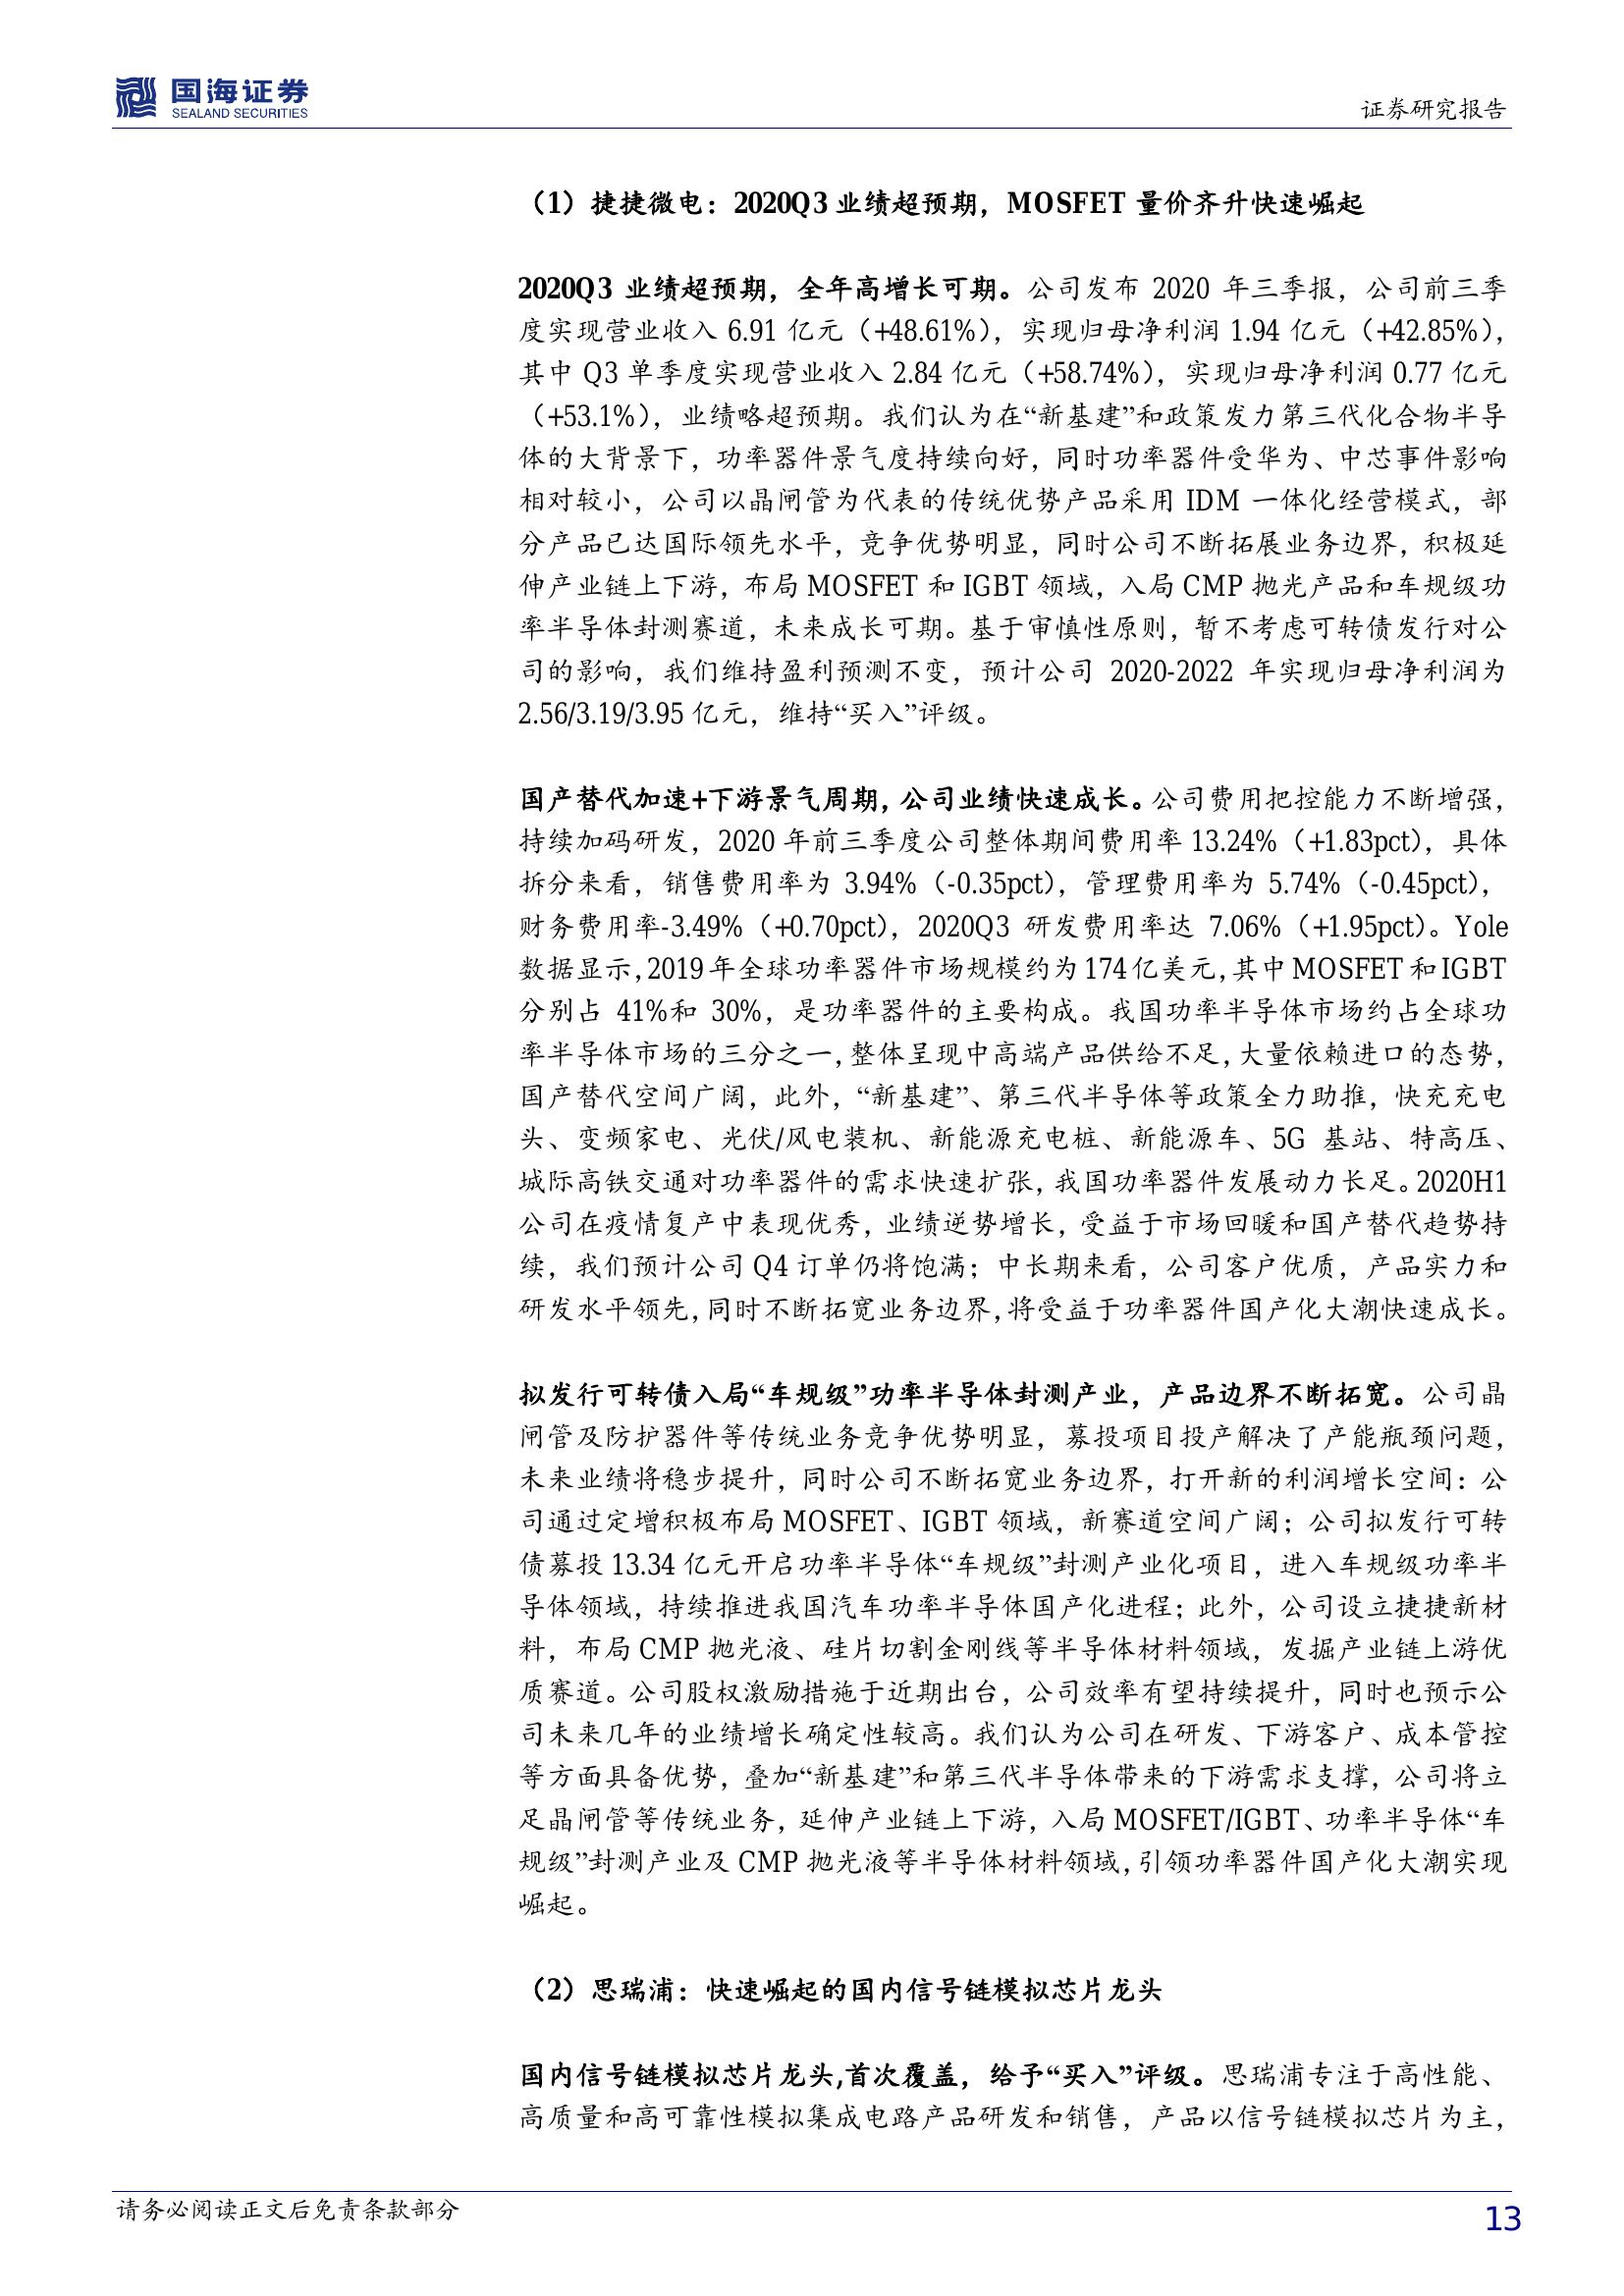 国海证券
SEALAND SECURITIES
证券研究报告
（1）捷捷微电：2020Q3 业绩超预期，MOSFET 量价齐升快速崛起
2020Q3 业绩超预期，全年高增长可期。公司发布 2020 年三季报，公司前三季
度实现营业收入 6.91 亿元（+48.61%），实现归母净利润 1.94 亿元（+42.85%），
其中 Q3 单季度实现营业收入 2.84 亿元（+58.74%），实现归母净利润 0.77 亿元
（+53.1%），业绩略超预期。我们认为在“新基建”和政策发力第三代化合物半导
体的大背景下，功率器件景气度持续向好，同时功率器件受华为、中芯事件影响
相对较小，公司以晶闸管为代表的传统优势产品采用 IDM 一体化经营模式，部
分产品已达国际领先水平，竞争优势明显，同时公司不断拓展业务边界，积极延
伸产业链上下游，布局 MOSFET 和 IGBT 领域，入局 CMP 抛光产品和车规级功
率半导体封测赛道，未来成长可期。基于审慎性原则，暂不考虑可转债发行对公
司的影响，我们维持盈利预测不变，预计公司 2020-2022 年实现归母净利润为
2.56/3.19/3.95 亿元，维持“买入”评级。
国产替代加速+下游景气周期，公司业绩快速成长。公司费用把控能力不断增强，
持续加码研发，2020 年前三季度公司整体期间费用率 13.24%（+1.83pct），具体
拆分来看，销售费用率为 3.94%（-0.35pct），管理费用率为 5.74%（-0.45pct），
财务费用率-3.49%（+0.70pct），2020Q3 研发费用率达 7.06%（+1.95pct）。Yole
数据显示，2019 年全球功率器件市场规模约为 174 亿美元，其中 MOSFET 和 IGBT
分别占 41%和 30%，是功率器件的主要构成。我国功率半导体市场约占全球功
率半导体市场的三分之一，整体呈现中高端产品供给不足，大量依赖进口的态势，
国产替代空间广阔，此外，“新基建”、第三代半导体等政策全力助推，快充充电
头、变频家电、光伏/风电装机、新能源充电桩、新能源车、5G 基站、特高压、
城际高铁交通对功率器件的需求快速扩张，我国功率器件发展动力长足。2020H1
公司在疫情复产中表现优秀，业绩逆势增长，受益于市场回暖和国产替代趋势持
续，我们预计公司 Q4 订单仍将饱满；中长期来看，公司客户优质，产品实力和
研发水平领先，同时不断拓宽业务边界，将受益于功率器件国产化大潮快速成长。
拟发行可转债入局“车规级”功率半导体封测产业，产品边界不断拓宽。公司晶
闸管及防护器件等传统业务竞争优势明显，募投项目投产解决了产能瓶颈问题，
未来业绩将稳步提升，同时公司不断拓宽业务边界，打开新的利润增长空间：公
司通过定增积极布局 MOSFET、IGBT 领域，新赛道空间广阔；公司拟发行可转
债募投 13.34 亿元开启功率半导体“车规级”封测产业化项目，进入车规级功率半
导体领域，持续推进我国汽车功率半导体国产化进程；此外，公司设立捷捷新材
料，布局 CMP 抛光液、硅片切割金刚线等半导体材料领域，发掘产业链上游优
质赛道。公司股权激励措施于近期出台，公司效率有望持续提升，同时也预示公
司未来几年的业绩增长确定性较高。我们认为公司在研发、下游客户、成本管控
等方面具备优势，叠加“新基建”和第三代半导体带来的下游需求支撑，公司将立
足晶闸管等传统业务，延伸产业链上下游，入局 MOSFET/IGBT、功率半导体“车
规级”封测产业及 CMP 抛光液等半导体材料领域，引领功率器件国产化大潮实现
崛起。
（2）思瑞浦：快速崛起的国内信号链模拟芯片龙头
国内信号链模拟芯片龙头,首次覆盖，给予“买入”评级。思瑞浦专注于高性能、
高质量和高可靠性模拟集成电路产品研发和销售，产品以信号链模拟芯片为主，
请务必阅读正文后免责条款部分
13